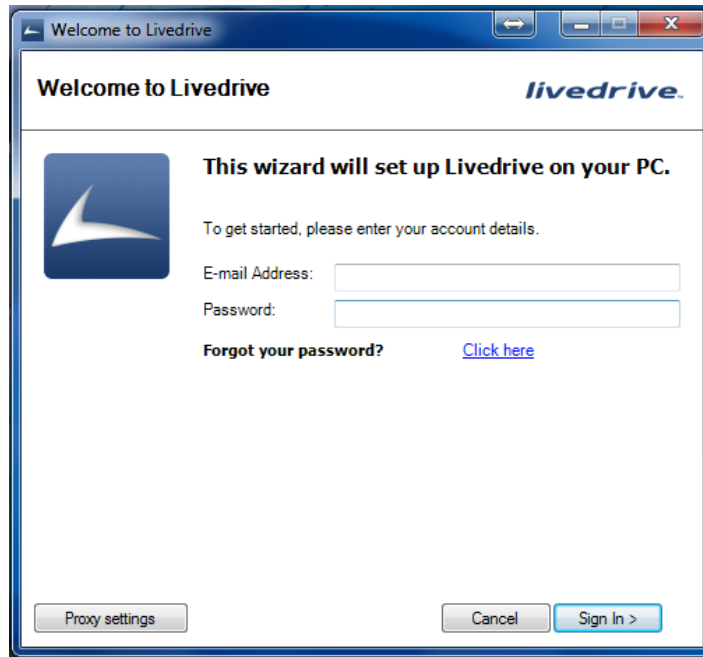 Welcome to Livedrive
Welcome to Livedrive
livedrive™
This wizard will set up Livedrive on your PC.
To get started, please enter your account details.
E-mail Address:
Password:
Forgot your password? Click here
Proxy settings
Cancel
Sign In >